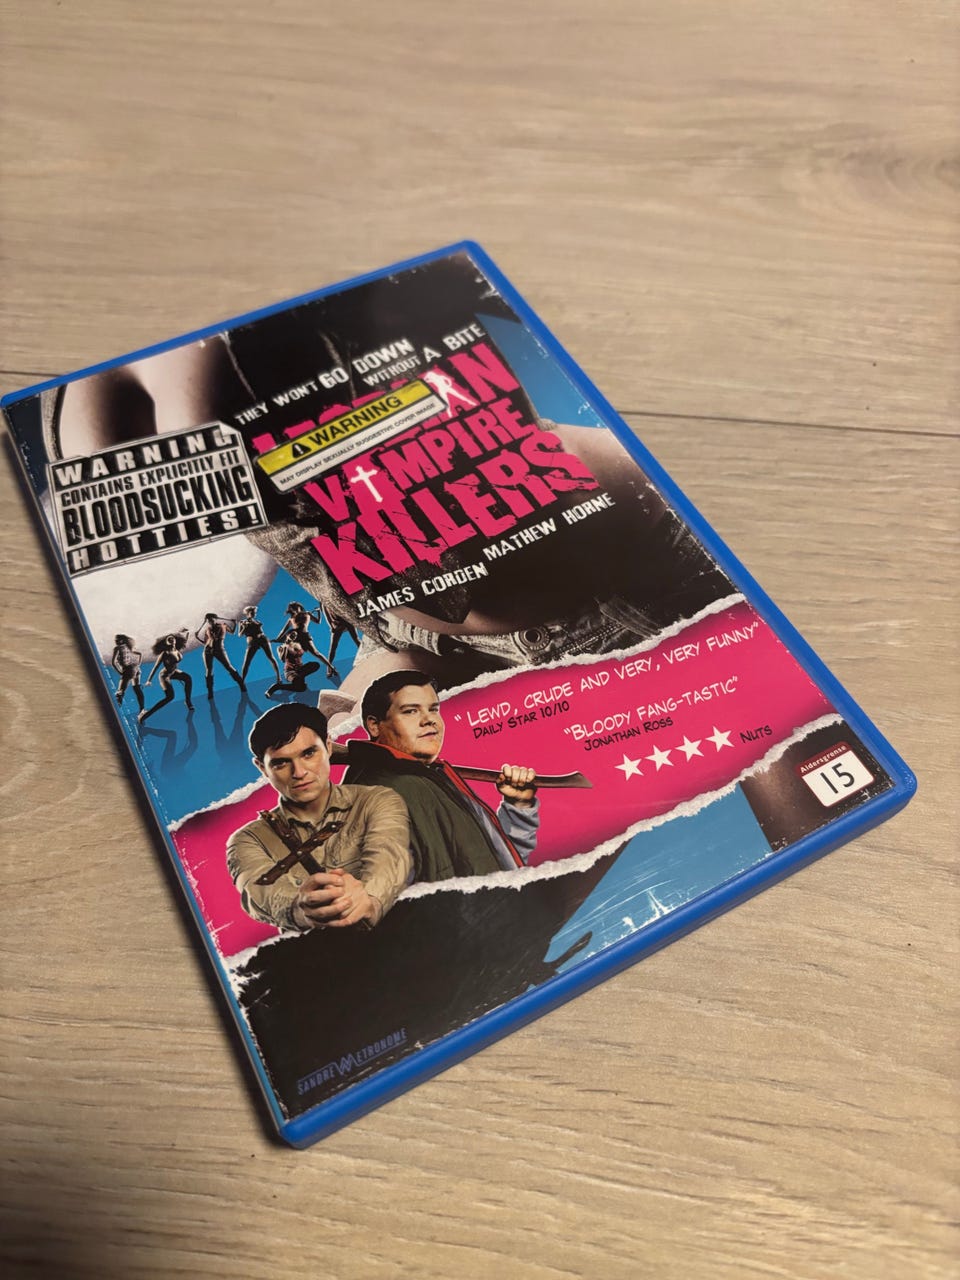 THEY WON'T GO DOWN
WITHOUT A BITE
WARNING
MAY DISPLAY SEXUALLY SUGGESTIVE COVER IMAGE
VAMPIRE
KILLERS
JAMES CORDEN MATHEW HORNE
WARNING
CONTAINS EXPLICITLY FIT
BLOODSUCKING
HOTTIES!
"LEWD, CRUDE AND VERY, VERY FUNNY"
DAILY STAR 10/10
"BLOODY FANG-TASTIC"
JONATHAN ROSS
NUTS
Aldersgrense
15
SANDREW METRONOME